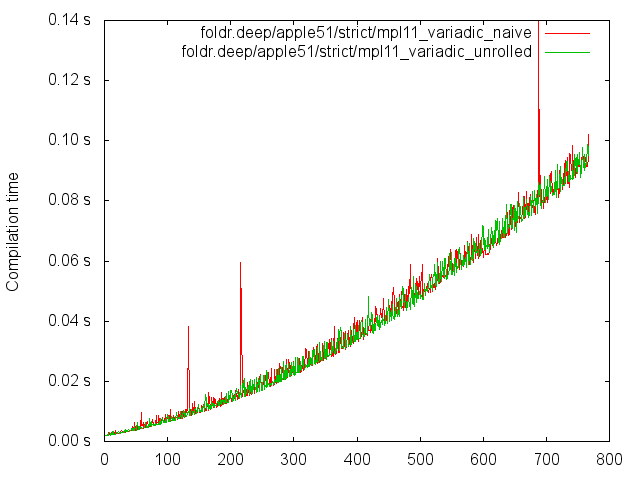 foldr.deep/apple51/strict/mpl11_variadic_naive
foldr.deep/apple51/strict/mpl11_variadic_unrolled
Compilation time
0.14 s
0.12 s
0.10 s
0.08 s
0.06 s
0.04 s
0.02 s
0.00 s
0 100 200 300 400 500 600 700 800